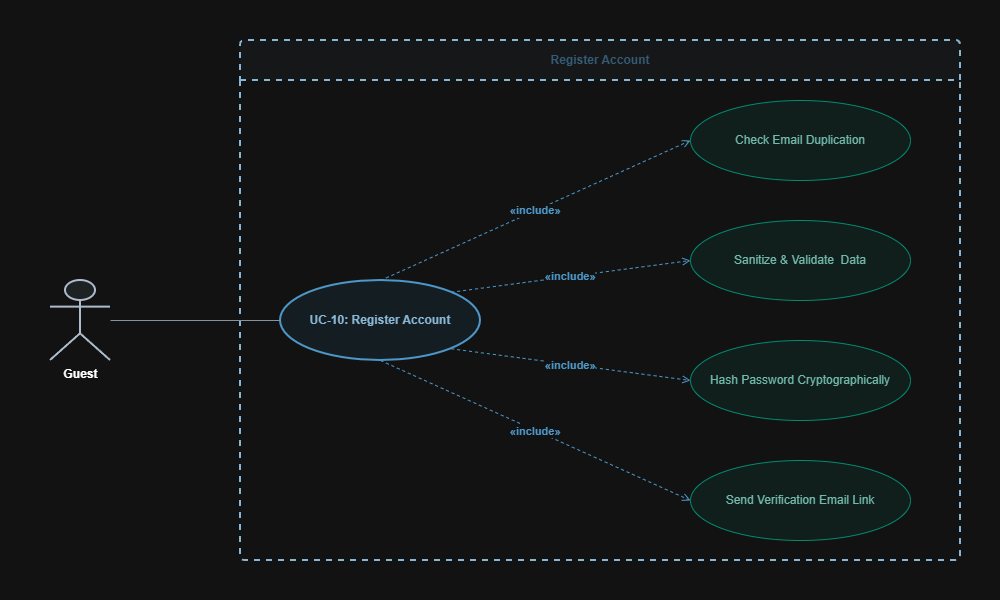 Register Account
Check Email Duplication
«include»
Sanitize & Validate  Data
«include»
UC-10: Register Account
«include»
Guest
Hash Password Cryptographically
«include»
Send Verification Email Link